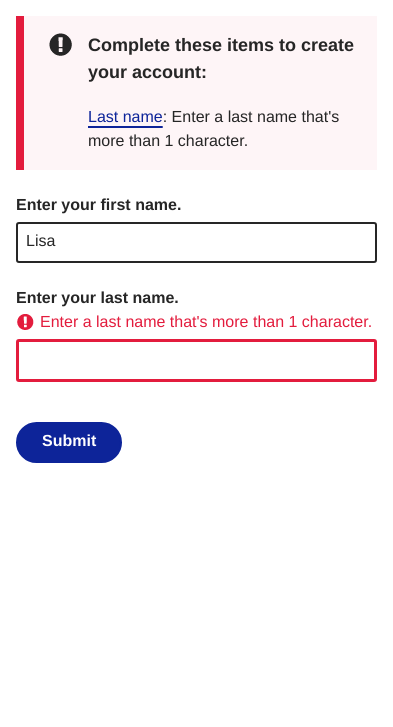 Complete these items to create
your account:
Last name: Enter a last name that's
more than 1 character.
Enter your first name.
Lisa
Enter your last name.
Enter a last name that's more than 1 character.
Submit